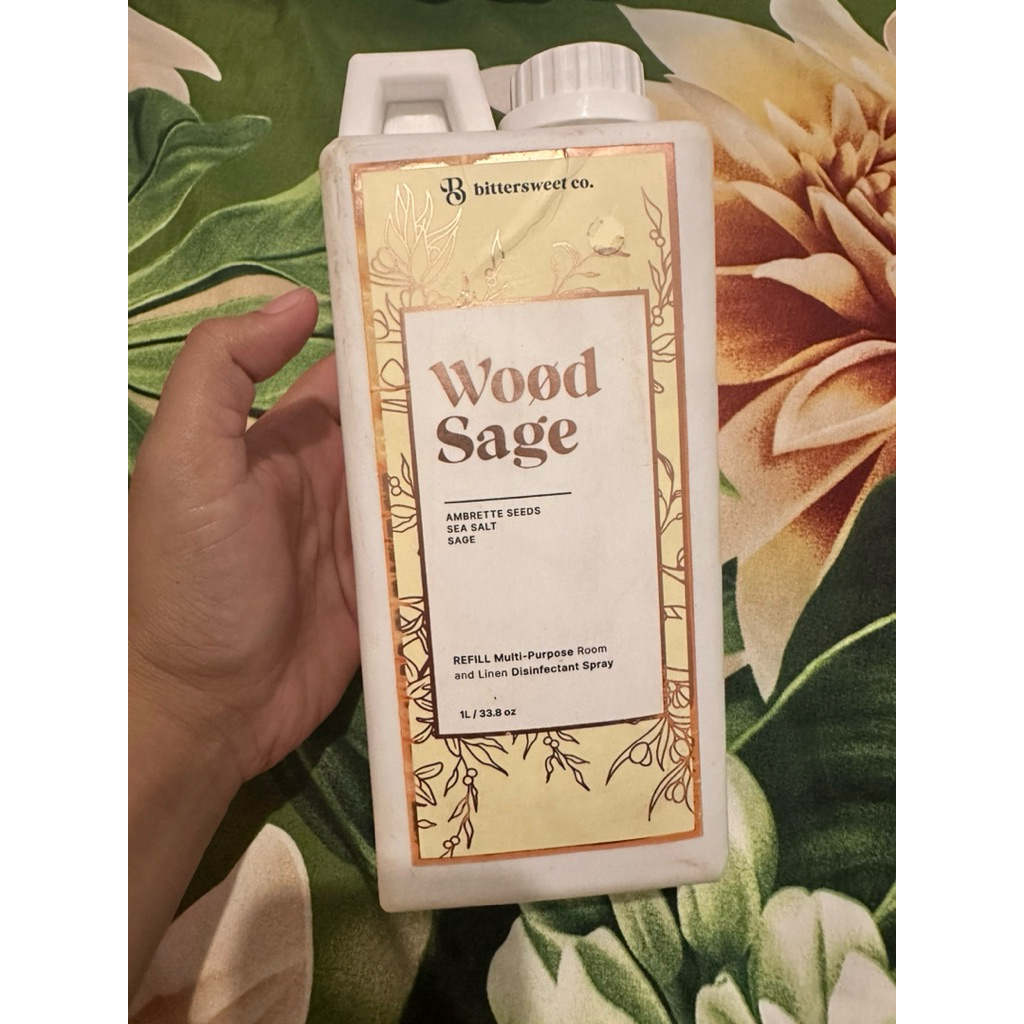 B bittersweet co.
Woød
Sage
AMBRETTE SEEDS
SEA SALT
SAGE
REFILL Multi-Purpose Room
and Linen Disinfectant Spray
1L / 33.8 oz